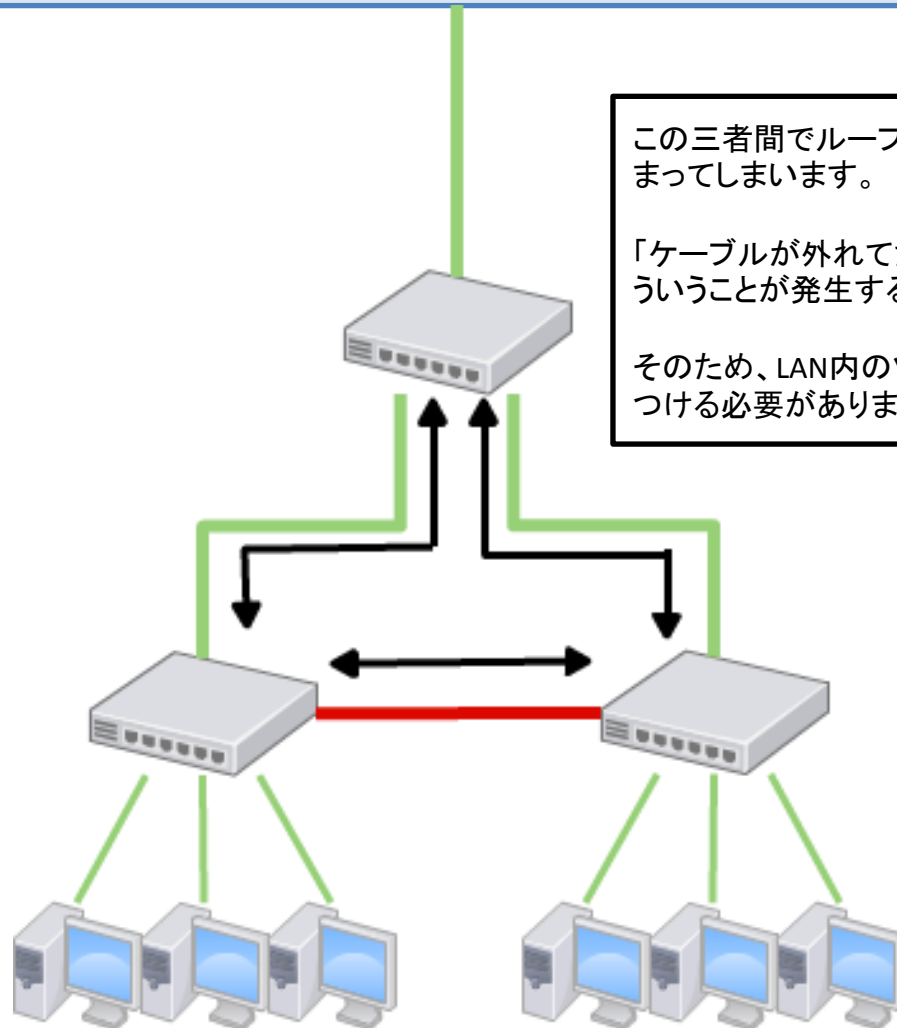 この三者間でループ
まってしまいます。
「ケーブルが外れて
ういうことが発生する
そのため、LAN内の
つける必要がありま